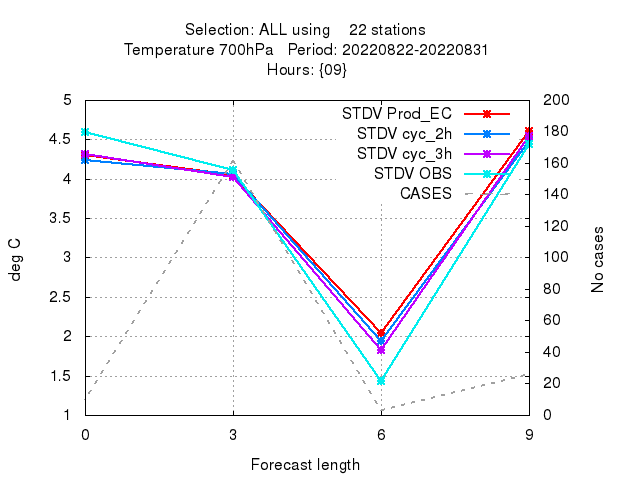 Selection: ALL using 22 stations
Temperature 700hPa Period: 20220822-20220831
Hours: {09}
5 200
STDV Prod_EC
180
4.5
STDV cyc_2h
160
STDV cyc_3h
4
STDV OBS
140
CASES
3.5
120
3 100
deg C
No cases
2.5
80
60
2
40
1.5
20
1 0
0 3 6 9
Forecast length